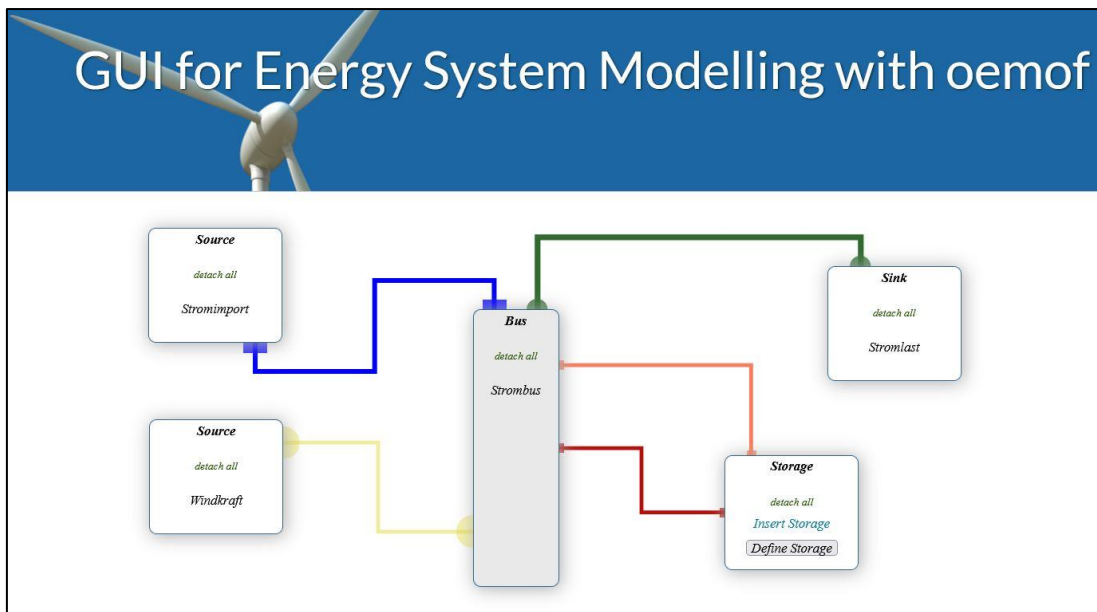 GUI for Energy System Modelling with oemof
Source
detach all
Stromimport
Source
detach all
Windkraft
Bus
detach all
Strombus
Sink
detach all
Stromlast
Storage
detach all
Insert Storage
Define Storage